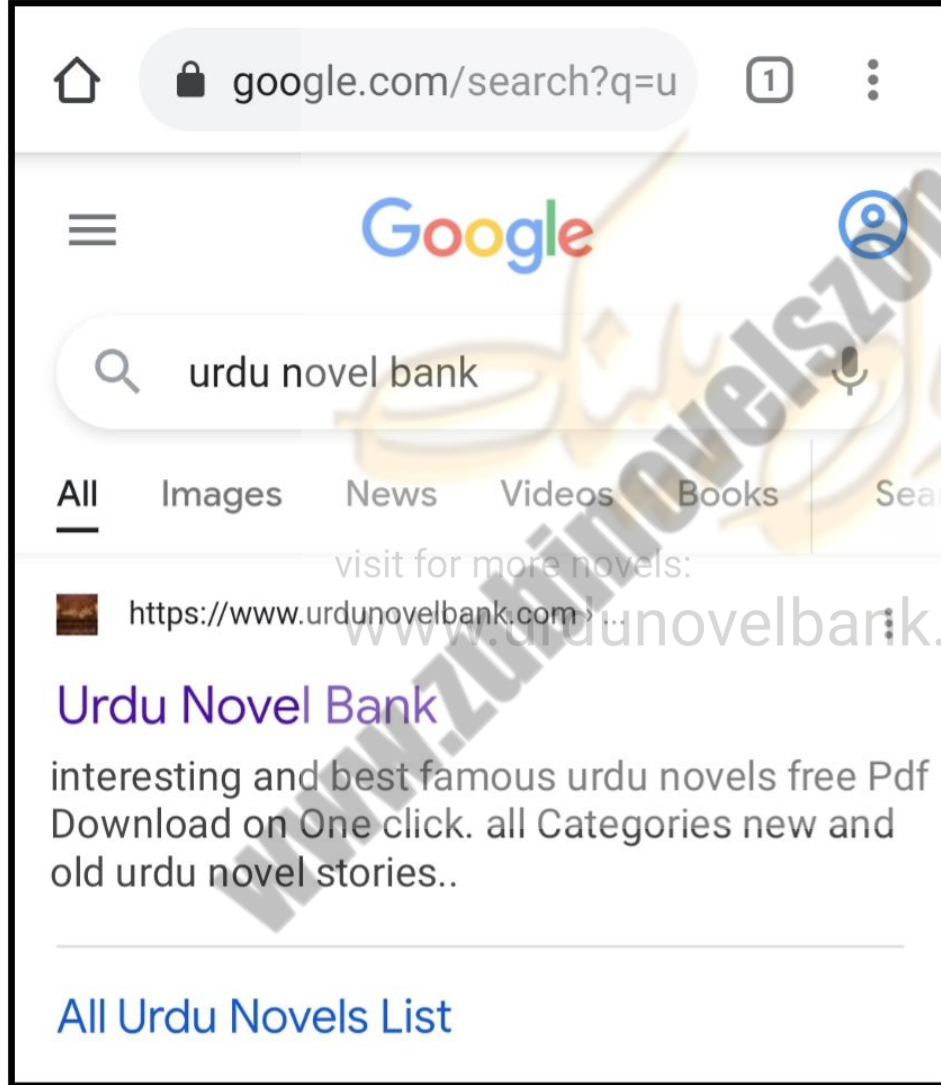 google.com/search?q=u
1
Google
urdu novel bank
All Images News Videos Books Sea
visit for more novels:
https://www.urdunovelbank.com › ...
www.urdunovelbank.
Urdu Novel Bank
interesting and best famous urdu novels free Pdf
Download on One click. all Categories new and
old urdu novel stories..
All Urdu Novels List
www.zubinovelszon